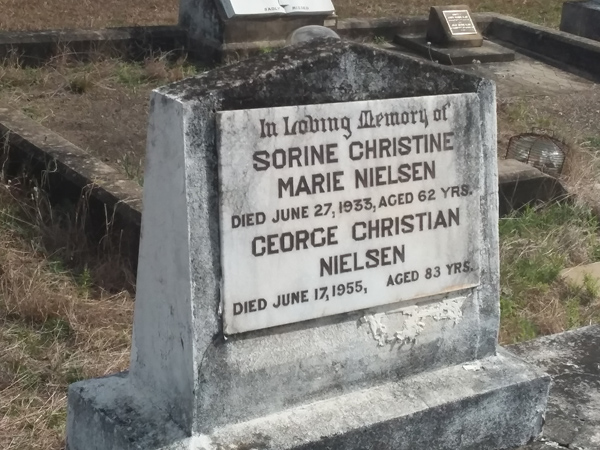 In Loving Memory of
SORINE CHRISTINE
MARIE NIELSEN
DIED JUNE 27, 1933, AGED 62 YRS.
GEORGE CHRISTIAN
NIELSEN
DIED JUNE 17, 1955, AGED 83 YRS.